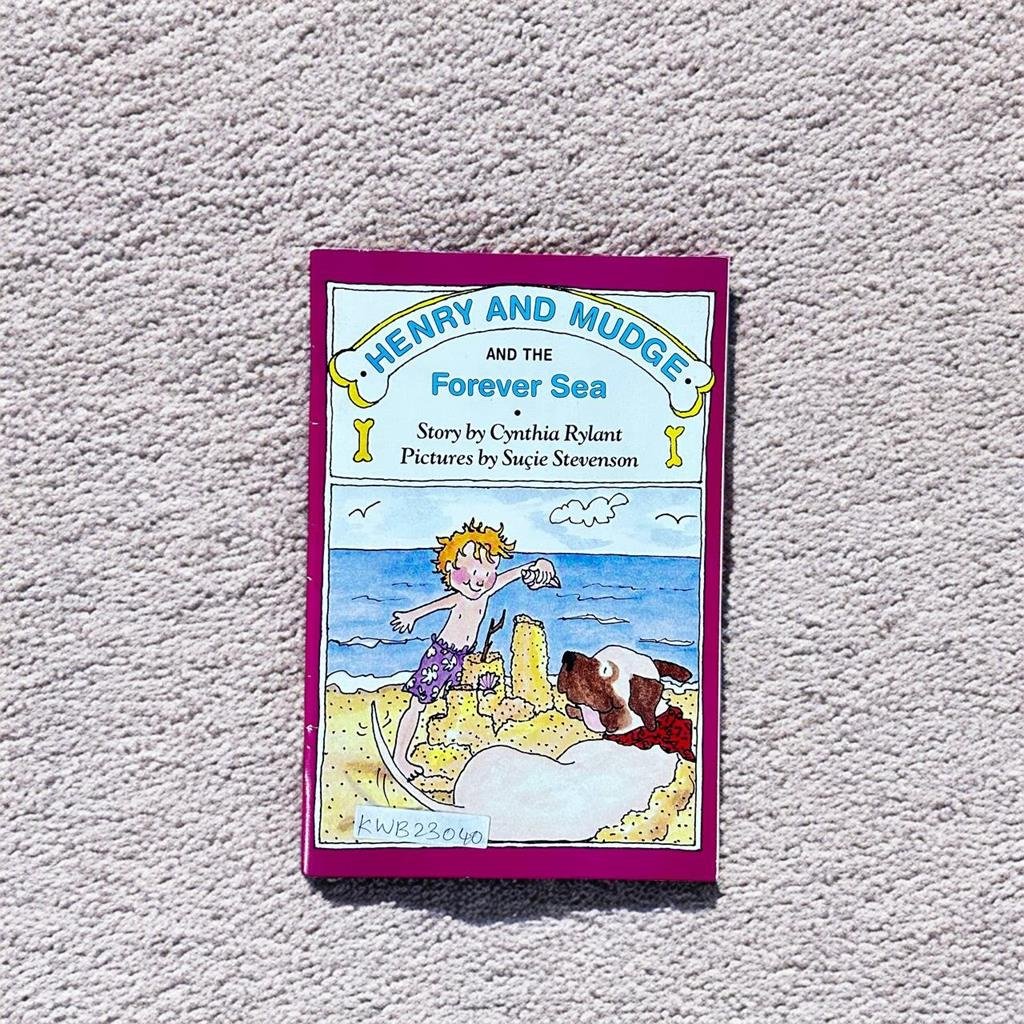 HENRY AND MUDGE
AND THE
Forever Sea
•
Story by Cynthia Rylant
Pictures by Suçie Stevenson
KWB23040